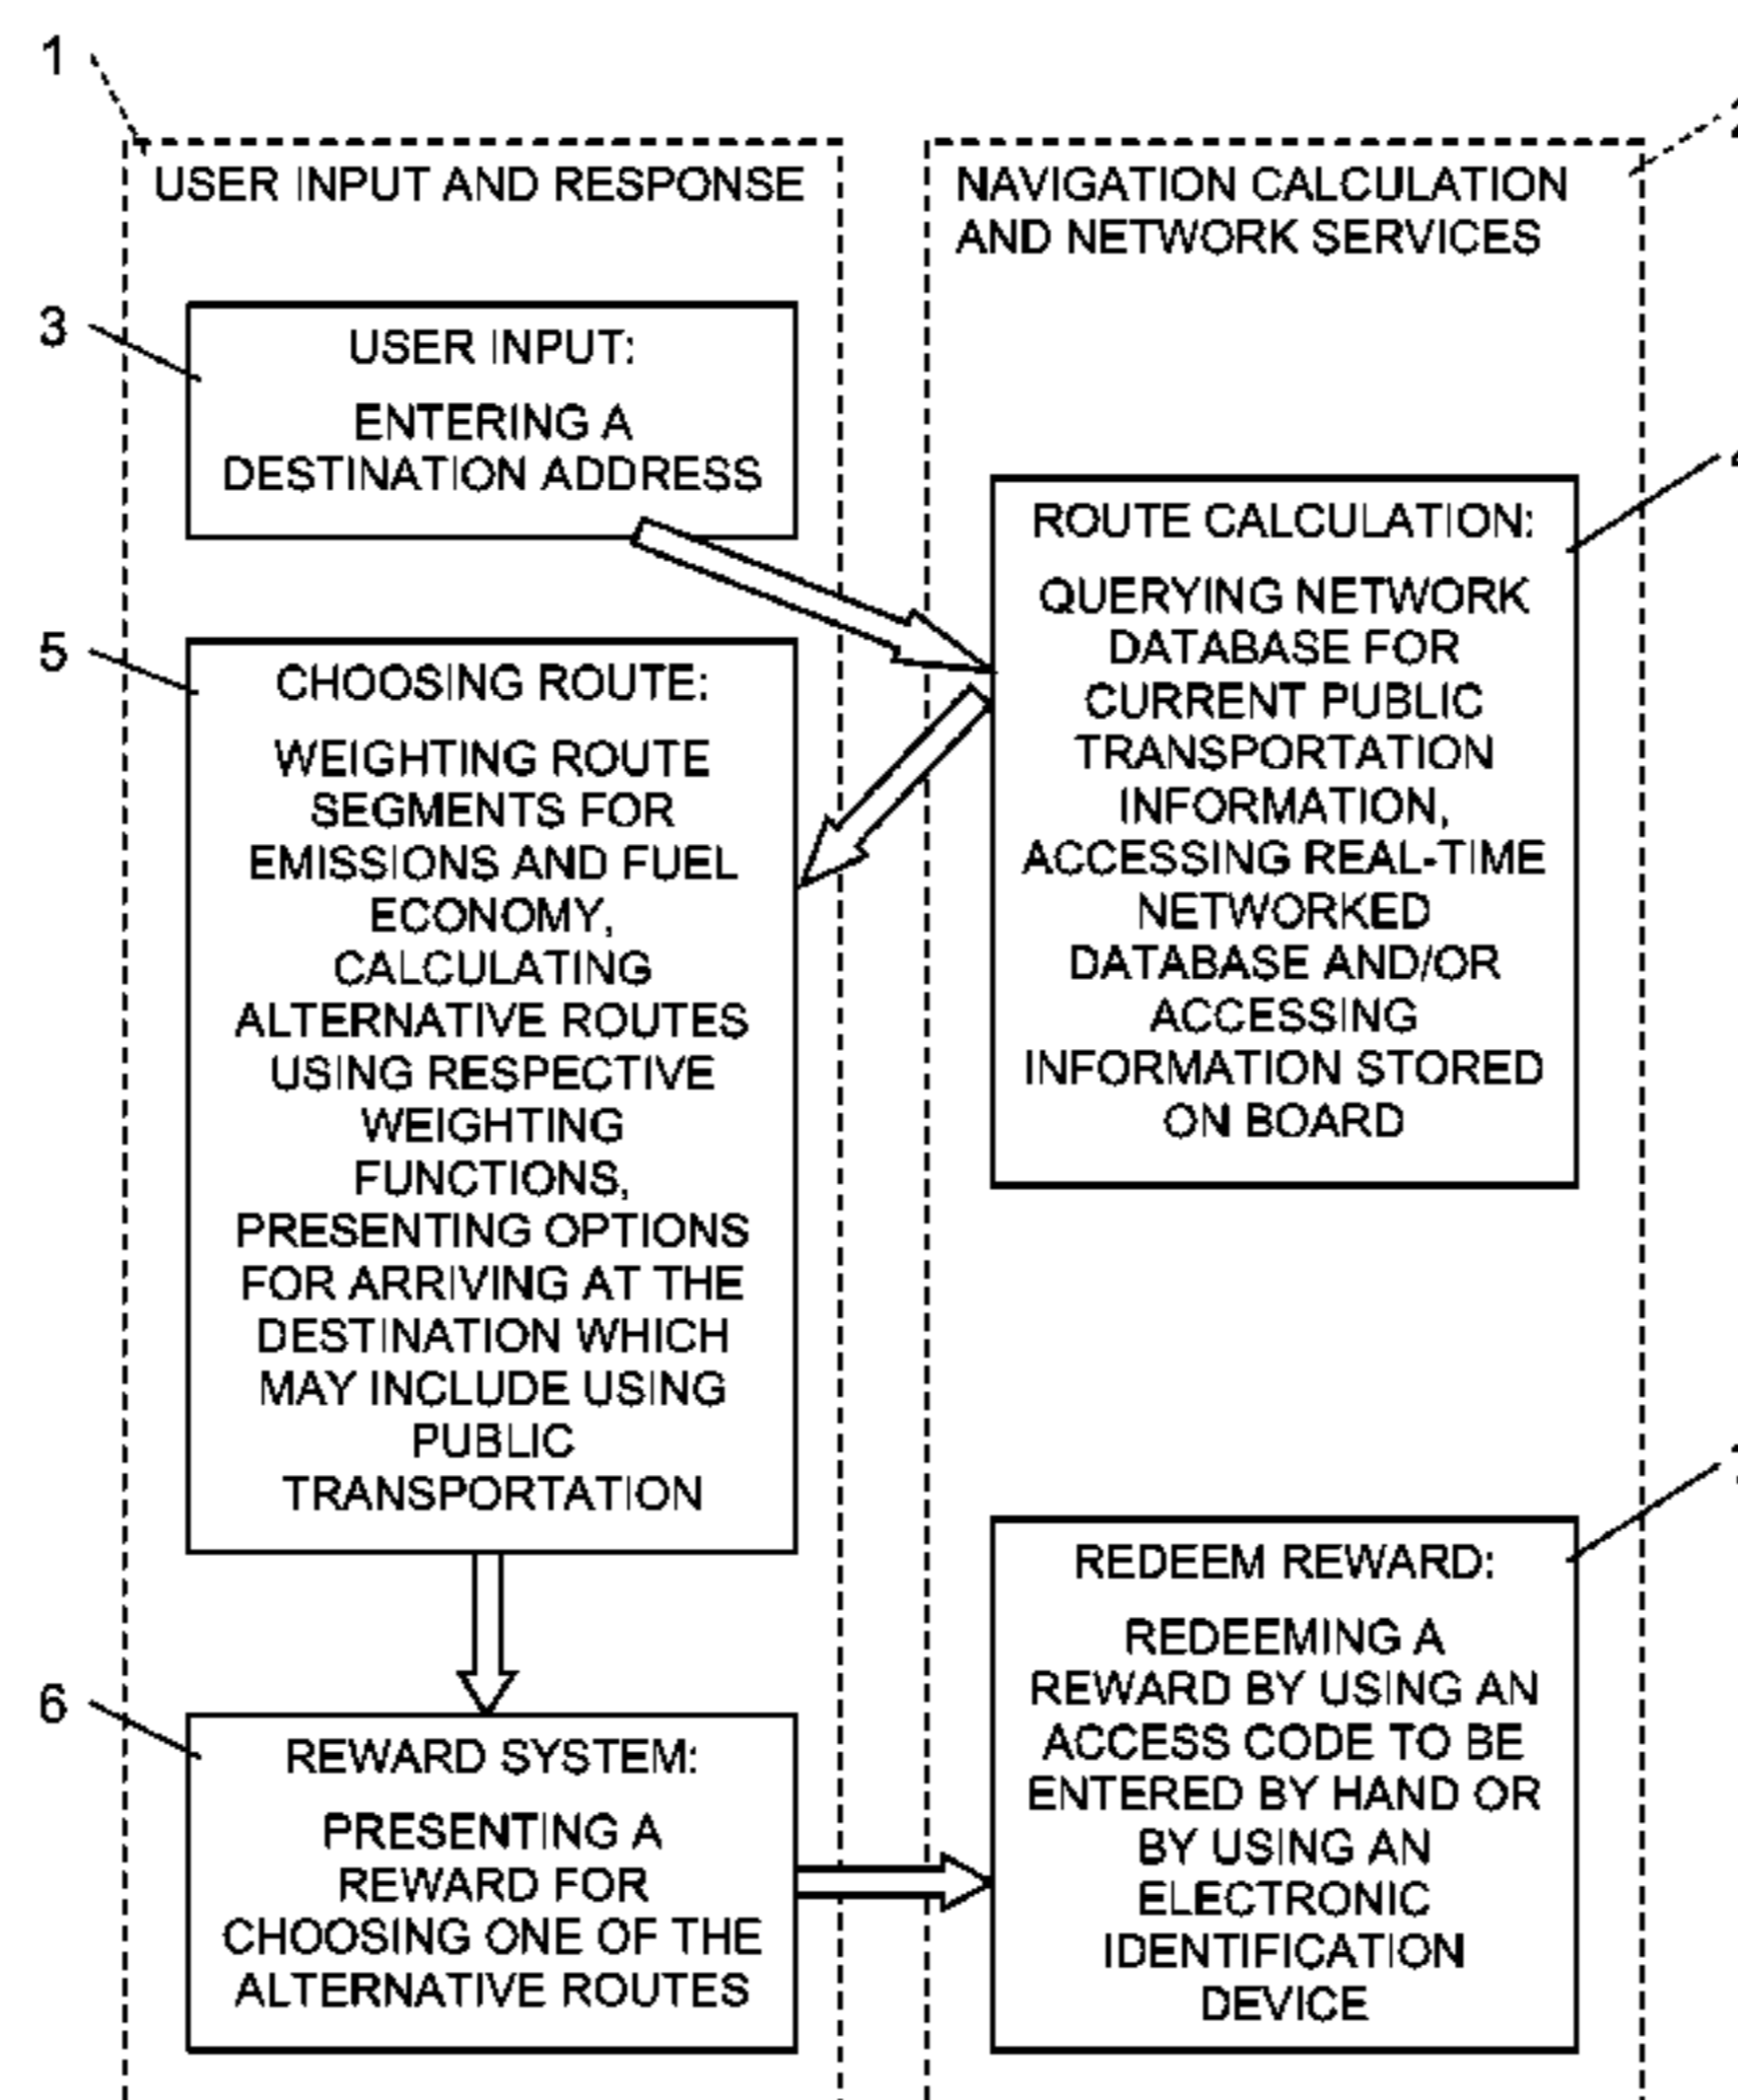 1
USER INPUT AND RESPONSE
3
USER INPUT:
ENTERING A
DESTINATION ADDRESS
5
CHOOSING ROUTE:
WEIGHTING ROUTE
SEGMENTS FOR
EMISSIONS AND FUEL
ECONOMY,
CALCULATING
ALTERNATIVE ROUTES
USING RESPECTIVE
WEIGHTING
FUNCTIONS,
PRESENTING OPTIONS
FOR ARRIVING AT THE
DESTINATION WHICH
MAY INCLUDE USING
PUBLIC
TRANSPORTATION
6
REWARD SYSTEM:
PRESENTING A
REWARD FOR
CHOOSING ONE OF THE
ALTERNATIVE ROUTES
NAVIGATION CALCULATION
AND NETWORK SERVICES
ROUTE CALCULATION:
QUERYING NETWORK
DATABASE FOR
CURRENT PUBLIC
TRANSPORTATION
INFORMATION,
ACCESSING REAL-TIME
NETWORKED
DATABASE AND/OR
ACCESSING
INFORMATION STORED
ON BOARD
REDEEM REWARD:
REDEEMING A
REWARD BY USING AN
ACCESS CODE TO BE
ENTERED BY HAND OR
BY USING AN
ELECTRONIC
IDENTIFICATION
DEVICE